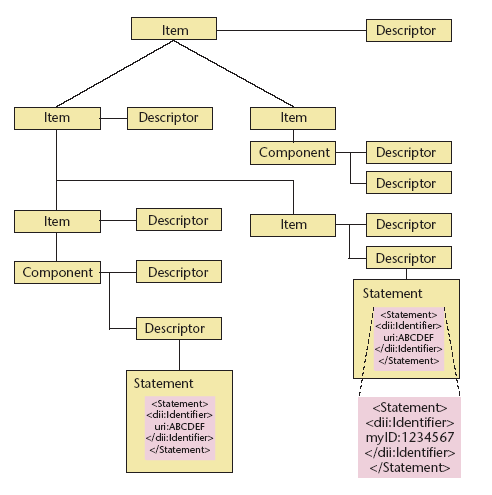 Item
Descriptor
Item
Descriptor
Item
Component
Descriptor
Descriptor
Item
Descriptor
Item
Descriptor
Descriptor
Component
Descriptor
Descriptor
Statement
<Statement>
<dii:Identifier>
uri:ABCDEF
</dii:Identifier>
</Statement>
Statement
<Statement>
<dii:Identifier>
uri:ABCDEF
</dii:Identifier>
</Statement>
<Statement>
<dii:Identifier>
myID:1234567
</dii:Identifier>
</Statement>